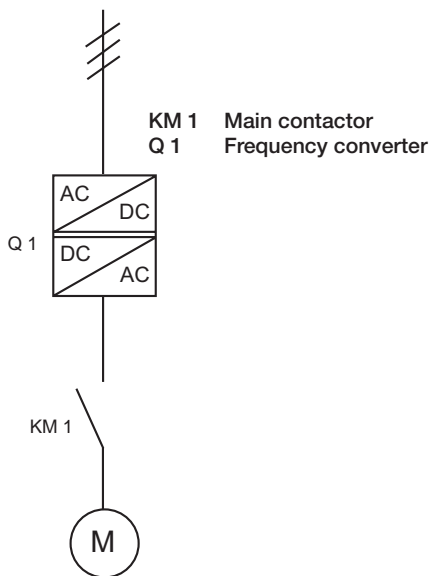 KM 1 Main contactor
Q 1 Frequency converter
AC
DC
Q 1
DC
AC
KM 1
M